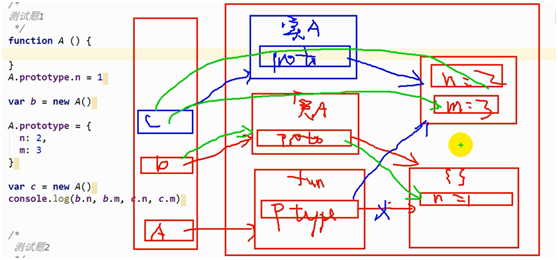 /*
测试题1
*/
function A () {
}
A.prototype.n = 1
var b = new A()
A.prototype = {
n: 2,
m: 3
}
var c = new A()
console.log(b.n, b.m, c.n, c.m)
/*
测试题2
*/
c
b
A
实A
proto
实A
proto
fun
Ptype
n=2
m=3
{}
n=1